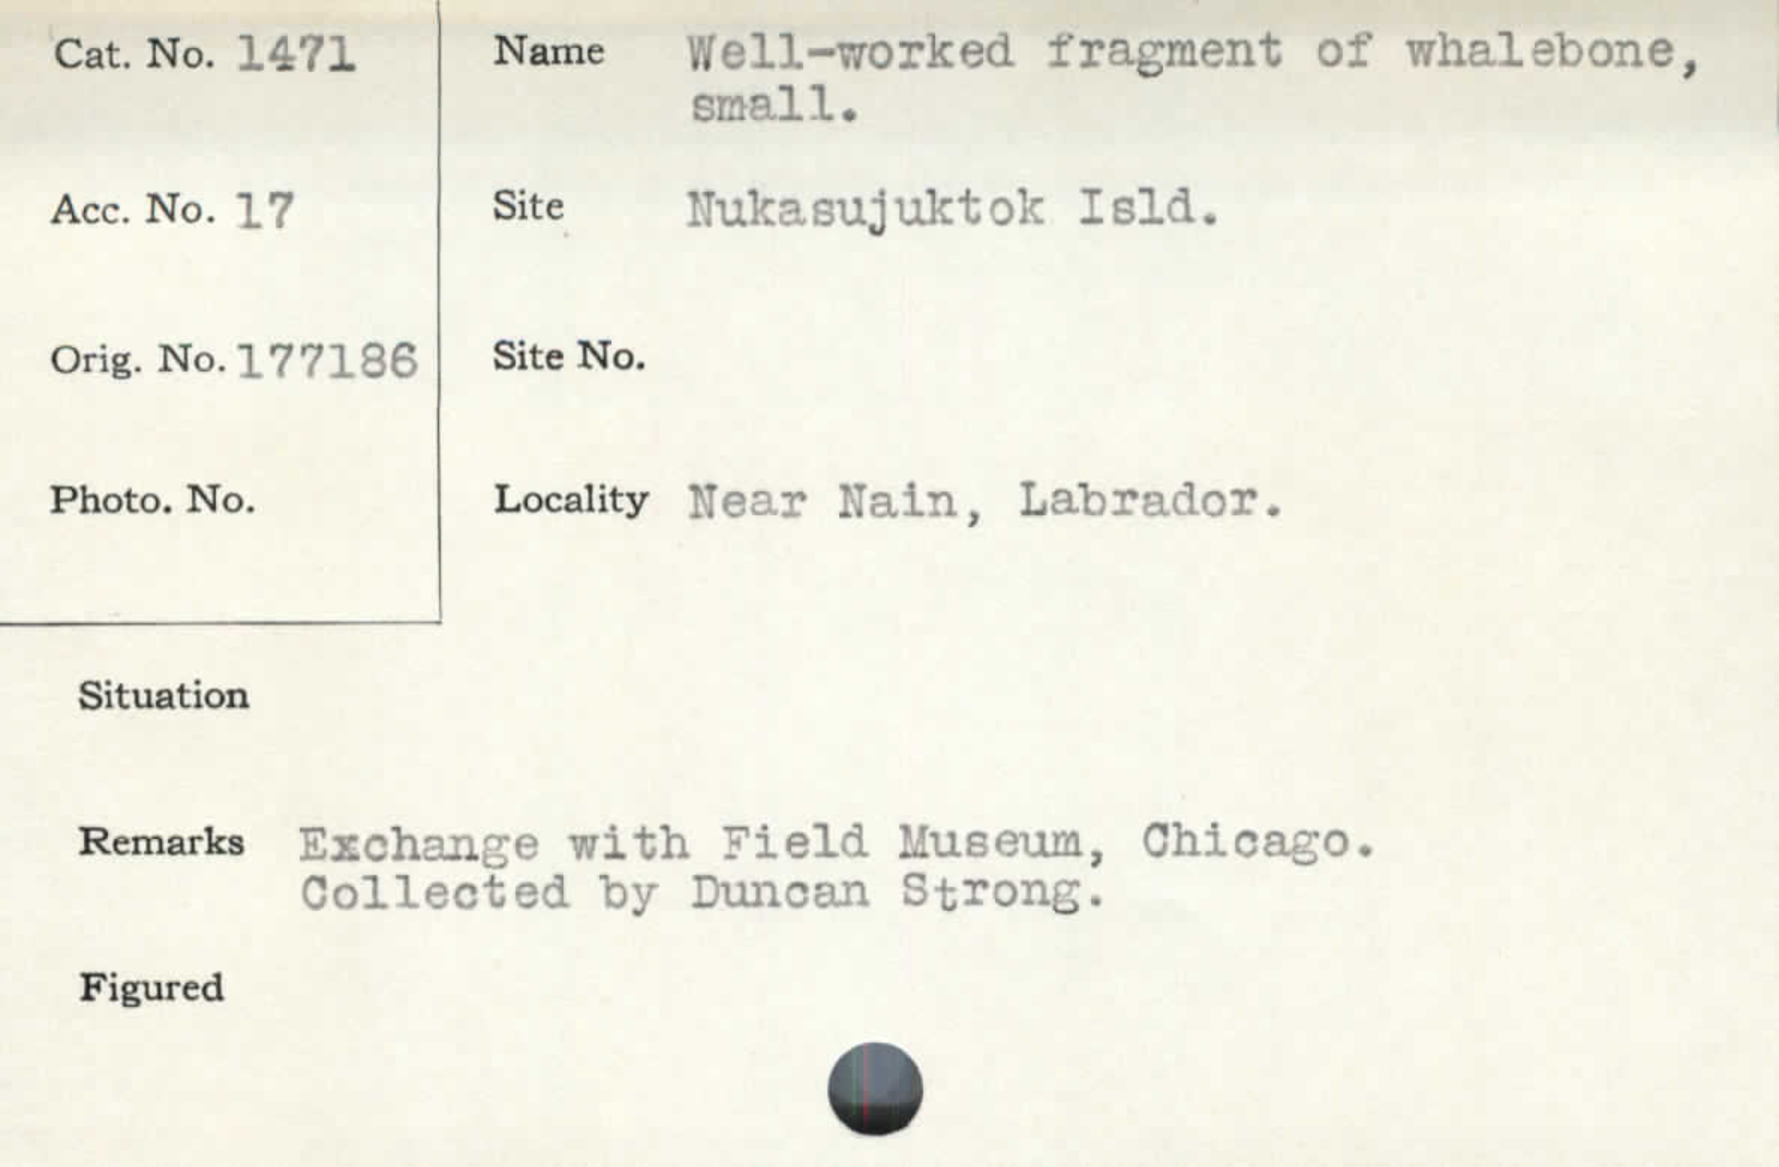 Cat. No. 1471
Name Well-worked fragment of whalebone,
small.
Acc. No. 17
Site Nukasujuktok Isld.
Orig. No. 177186
Site No.
Photo. No.
Locality Near Nain, Labrador.
Situation
Remarks Exchange with Field Museum, Chicago.
Collected by Duncan Strong.
Figured